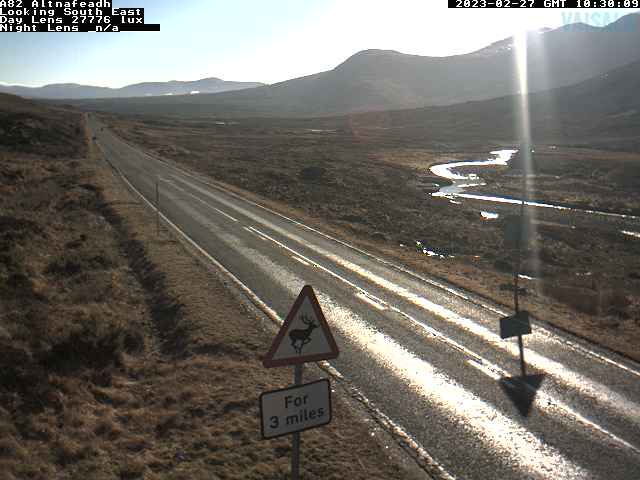 A82 Altnafeadh
Looking South East
Day Lens 27776 lux
Night Lens n/a
2023-02-27 GMT 10:30:09
VAISALA
For
3 miles